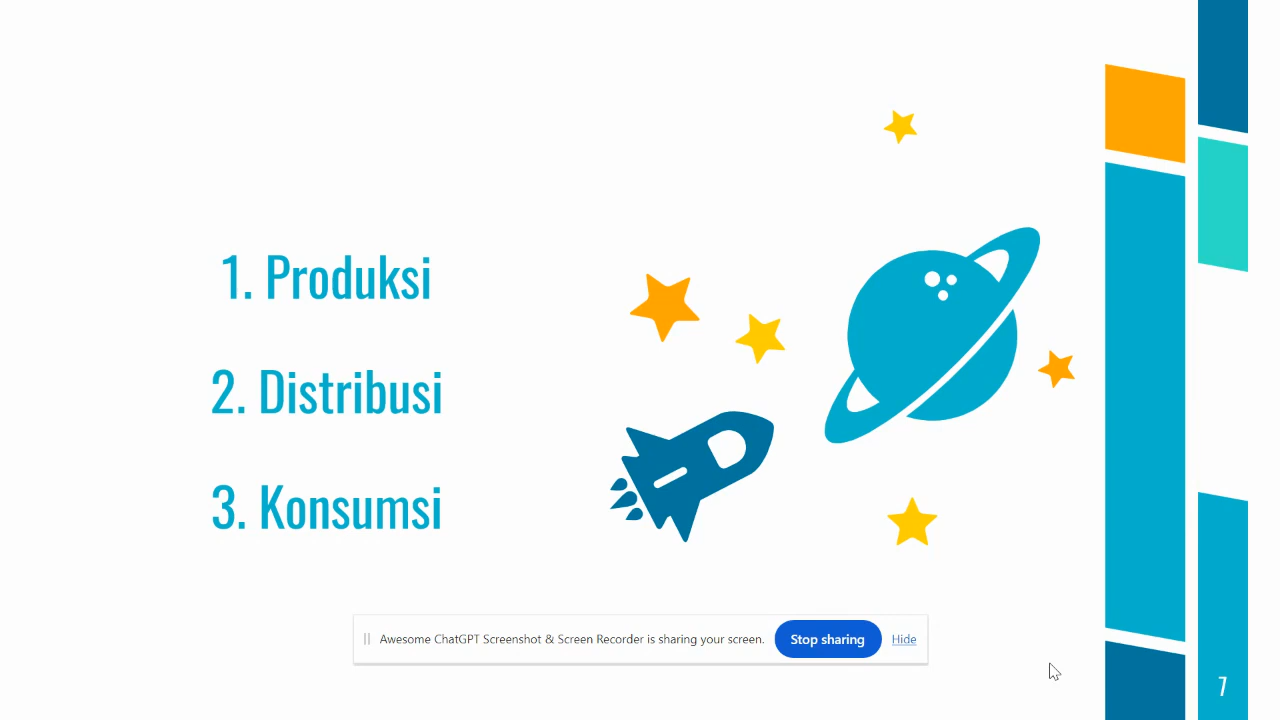 1. Produksi
2. Distribusi
3. Konsumsi
Awesome ChatGPT Screenshot & Screen Recorder is sharing your screen. Stop sharing Hide
7